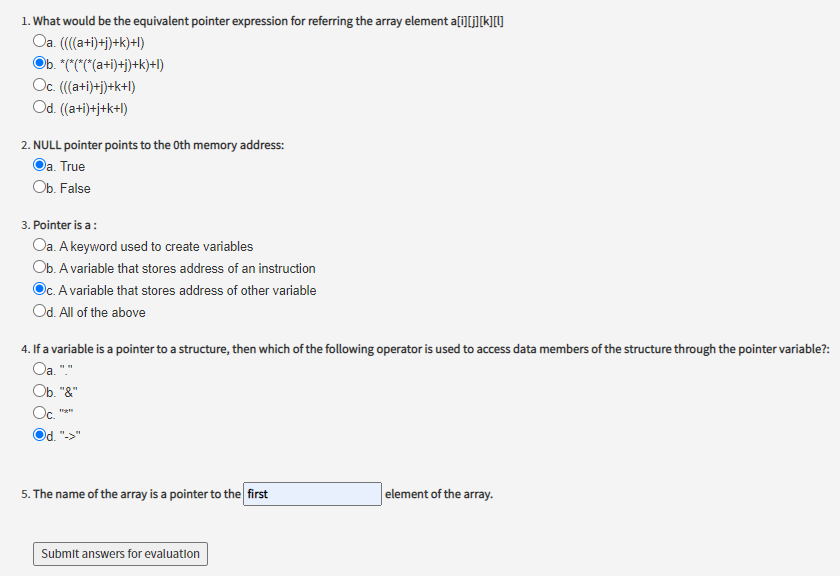 1. What would be the equivalent pointer expression for referring the array element a[i][j][k][l]
a. ((((a+i)+j)+k)+l)
b. *(*(*(*(a+i)+j)+k)+l)
c. (((a+i)+j)+k+l)
d. ((a+i)+j+k+l)
2. NULL pointer points to the 0th memory address:
a. True
b. False
3. Pointer is a :
a. A keyword used to create variables
b. A variable that stores address of an instruction
c. A variable that stores address of other variable
d. All of the above
4. If a variable is a pointer to a structure, then which of the following operator is used to access data members of the structure through the pointer variable?:
a. "."
b. "&"
c. "*"
d. "->"
5. The name of the array is a pointer to the first element of the array.
Submit answers for evaluation